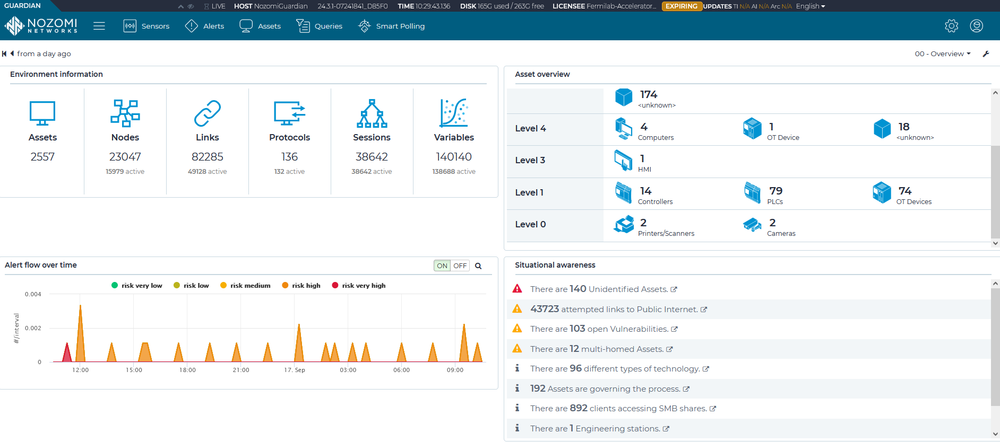 GUARDIAN
LIVE HOST NozomiGuardian 24.3.1-07241841_D85F0 TIME 10:29:43.136 DISK 165G used / 263G free LICENSEE Fermilab-Accelerator... EXPIRING UPDATES TI N/A AI N/A Arc N/A English
NOZOMI
NETWORKS
Sensors Alerts Assets Queries Smart Polling
from a day ago
00 - Overview
Environment information
Assets Nodes Links Protocols Sessions Variables
2557 23047 82285 136 38642 140140
15979 active 49128 active 132 active 38642 active 138688 active
Asset overview
174
<unknown>
Level 4
4 1 18
Computers OT Device <unknown>
Level 3
1
HMI
Level 1
14 79 74
Controllers PLCs OT Devices
Level 0
2 2
Printers/Scanners Cameras
Alert flow over time
ON OFF
risk very low risk low risk medium risk high risk very high
0.004
0.002
0
#/interval
12:00 15:00 18:00 21:00 17. Sep 03:00 06:00 09:00
Situational awareness
There are 140 Unidentified Assets.
43723 attempted links to Public Internet.
There are 103 open Vulnerabilities.
There are 12 multi-homed Assets.
There are 96 different types of technology.
192 Assets are governing the process.
There are 892 clients accessing SMB shares.
There are 1 Engineering stations.